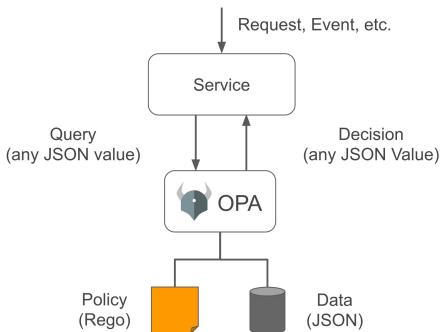 Request, Event, etc.
Service
Query
(any JSON value)
Decision
(any JSON Value)
OPA
Policy
(Rego)
Data
(JSON)